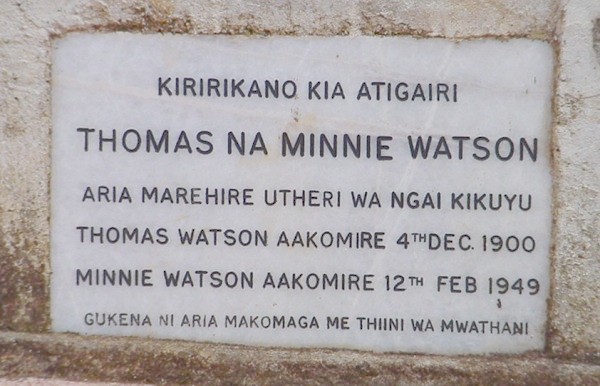 KIRIRIKANO KIA ATIGAIRI
THOMAS NA MINNIE WATSON
ARIA MAREHIRE UTHERI WA NGAI KIKUYU
THOMAS WATSON AAKOMIRE 4TH DEC. 1900
MINNIE WATSON AAKOMIRE 12TH FEB 1949
GUKENA NI ARIA MAKOMAGA ME THIINI WA MWATHANI